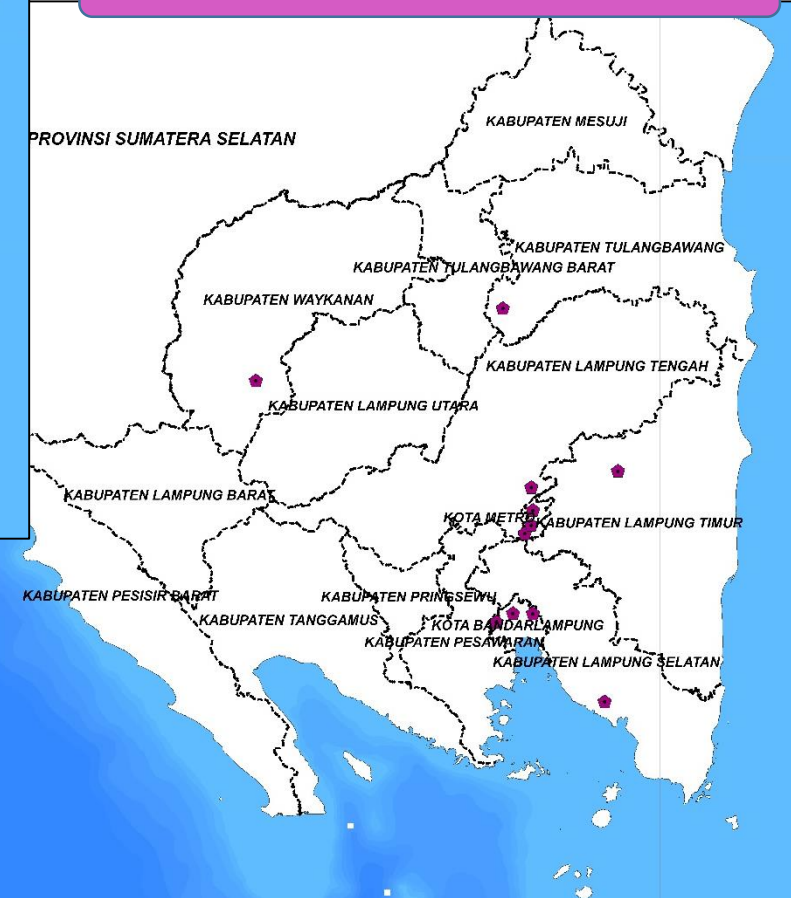 KABUPATEN MESUJI
PROVINSI SUMATERA SELATAN
KABUPATEN TULANGBAWANG
KABUPATEN TULANGBAWANG BARAT
KABUPATEN WAYKANAN
KABUPATEN LAMPUNG TENGAH
KABUPATEN LAMPUNG UTARA
KABUPATEN LAMPUNG BARAT
KOTA METRO
KABUPATEN LAMPUNG TIMUR
KABUPATEN PESISIR BARAT
KABUPATEN PRINGSEWU
KABUPATEN TANGGAMUS
KOTA BANDARLAMPUNG
KABUPATEN PESAWARAN
KABUPATEN LAMPUNG SELATAN